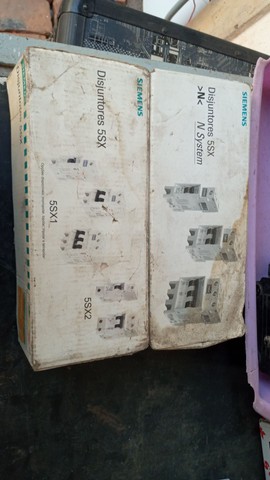 SIEMENS
Disjuntores 5SX
>N<
N System
SIEMENS
Disjuntores 5SX
5SX1
5SX2